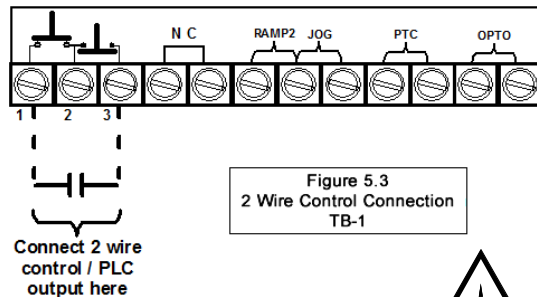 N C
RAMP2 JOG
PTC
OPTO
1 2 3
Figure 5.3
2 Wire Control Connection
TB-1
Connect 2 wire
control / PLC
output here